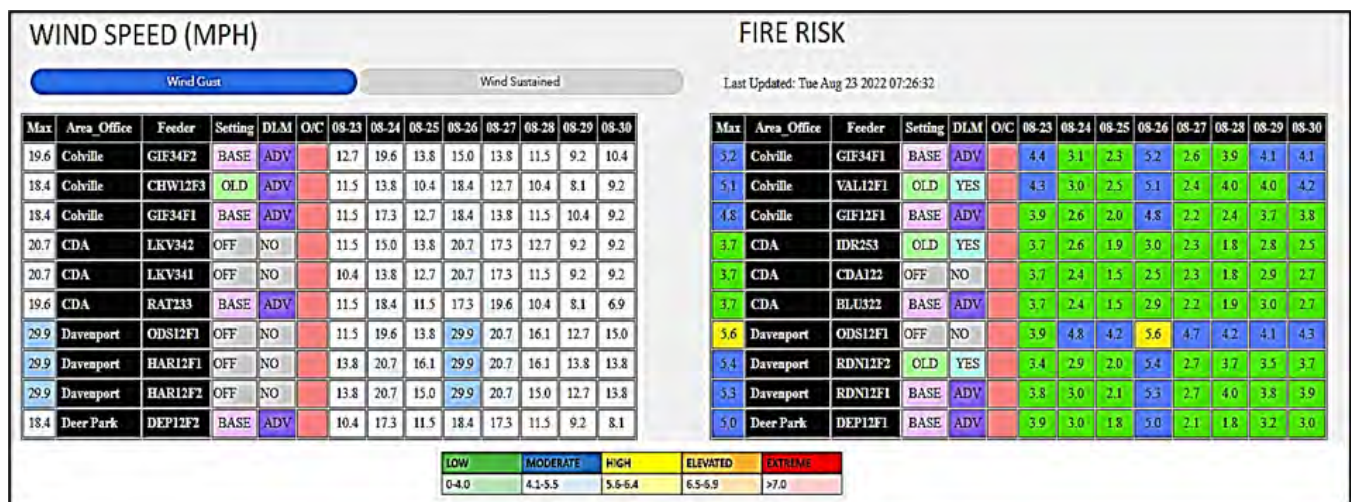 WIND SPEED (MPH)
Wind Gust Wind Sustained
Max Area_Office Feeder Setting DLM O/C 08-23 08-24 08-25 08-26 08-27 08-28 08-29 08-30
19.6 Colville GIF34F2 BASE ADV 12.7 19.6 13.8 15.0 13.8 11.5 9.2 10.4
18.4 Colville CHW12F3 OLD ADV 11.5 13.8 10.4 18.4 12.7 10.4 8.1 9.2
18.4 Colville GIF34F1 BASE ADV 11.5 17.3 12.7 18.4 13.8 11.5 10.4 9.2
20.7 CDA LKV342 OFF NO 11.5 15.0 13.8 20.7 17.3 12.7 9.2 9.2
20.7 CDA LKV341 OFF NO 10.4 13.8 12.7 20.7 17.3 11.5 9.2 9.2
19.6 CDA RAT233 BASE ADV 11.5 18.4 11.5 17.3 19.6 10.4 8.1 6.9
29.9 Davenport ODS12F1 OFF NO 11.5 19.6 13.8 29.9 20.7 16.1 12.7 15.0
29.9 Davenport HAR12F1 OFF NO 13.8 20.7 16.1 29.9 20.7 16.1 13.8 13.8
29.9 Davenport HAR12F2 OFF NO 13.8 20.7 15.0 29.9 20.7 15.0 12.7 13.8
18.4 Deer Park DEP12F2 BASE ADV 10.4 17.3 11.5 18.4 17.3 11.5 9.2 8.1
FIRE RISK
Last Updated: Tue Aug 23 2022 07:26:32
Max Area_Office Feeder Setting DLM O/C 08-23 08-24 08-25 08-26 08-27 08-28 08-29 08-30
5.2 Colville GIF34F1 BASE ADV 4.4 3.1 2.3 5.2 2.6 3.9 4.1 4.1
5.1 Colville VAL12F1 OLD YES 4.3 3.0 2.5 5.1 2.4 4.0 4.0 4.2
4.8 Colville GIF12F1 BASE ADV 3.9 2.6 2.0 4.8 2.2 2.4 3.7 3.8
3.7 CDA IDR253 OLD YES 3.7 2.6 1.9 3.0 2.3 1.8 2.8 2.5
3.7 CDA CDA122 OFF NO 3.7 2.4 1.5 2.5 2.3 1.8 2.9 2.7
3.7 CDA BLU322 BASE ADV 3.7 2.4 1.5 2.9 2.2 1.9 3.0 2.7
5.6 Davenport ODS12F1 OFF NO 3.9 4.8 4.2 5.6 4.7 4.2 4.1 4.3
5.4 Davenport RDN12F2 OLD YES 3.4 2.9 2.0 5.4 2.7 3.7 3.5 3.7
5.3 Davenport RDN12F1 BASE ADV 3.8 3.0 2.1 5.3 2.7 4.0 3.8 3.9
5.0 Deer Park DEP12F1 BASE ADV 3.9 3.0 1.8 5.0 2.1 1.8 3.2 3.0
LOW MODERATE HIGH ELEVATED EXTREME
0-4.0 4.1-5.5 5.6-6.4 6.5-6.9 >7.0